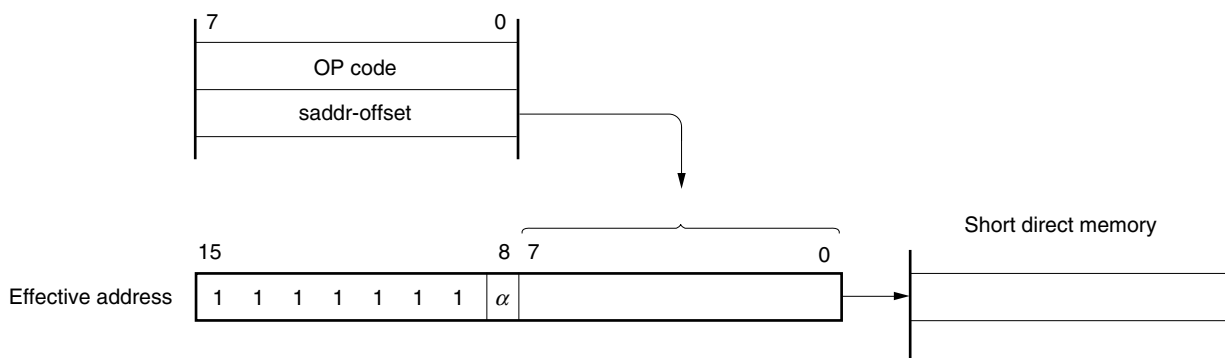 7 0
OP code
saddr-offset
Short direct memory
15 8 7 0
Effective address 1 1 1 1 1 1 1 α